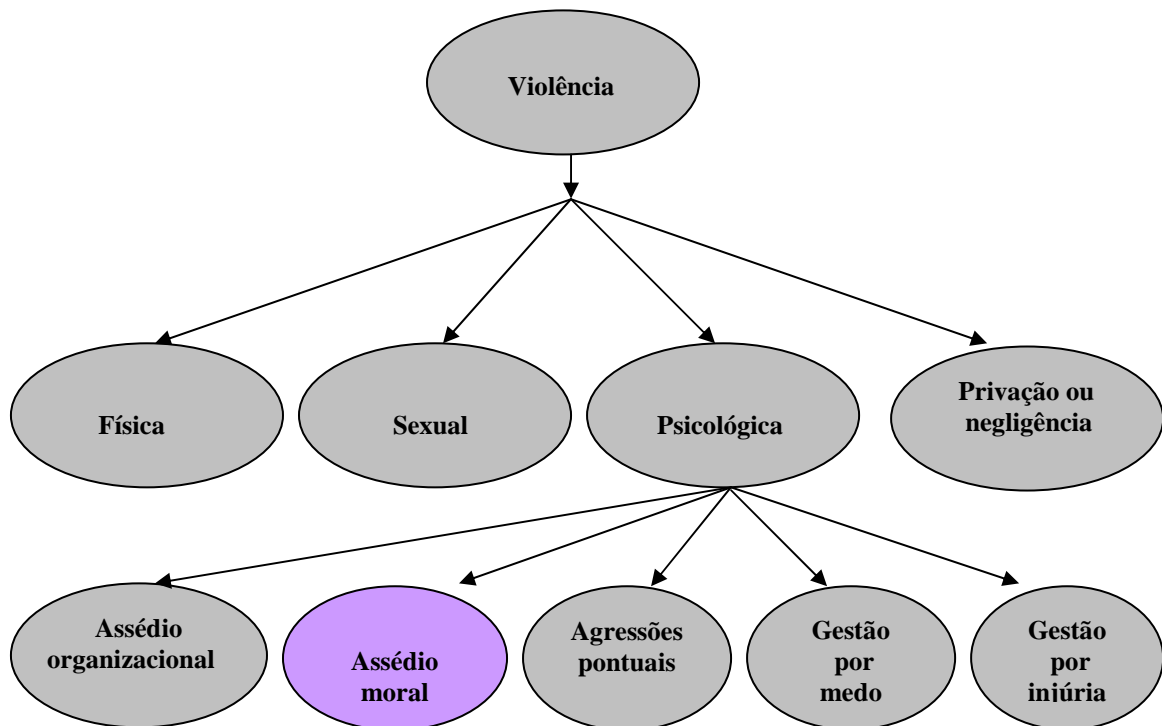 Violência
Física
Sexual
Psicológica
Privação ou
negligência
Assédio
organizacional
Assédio
moral
Agressões
pontuais
Gestão
por
medo
Gestão
por
injúria